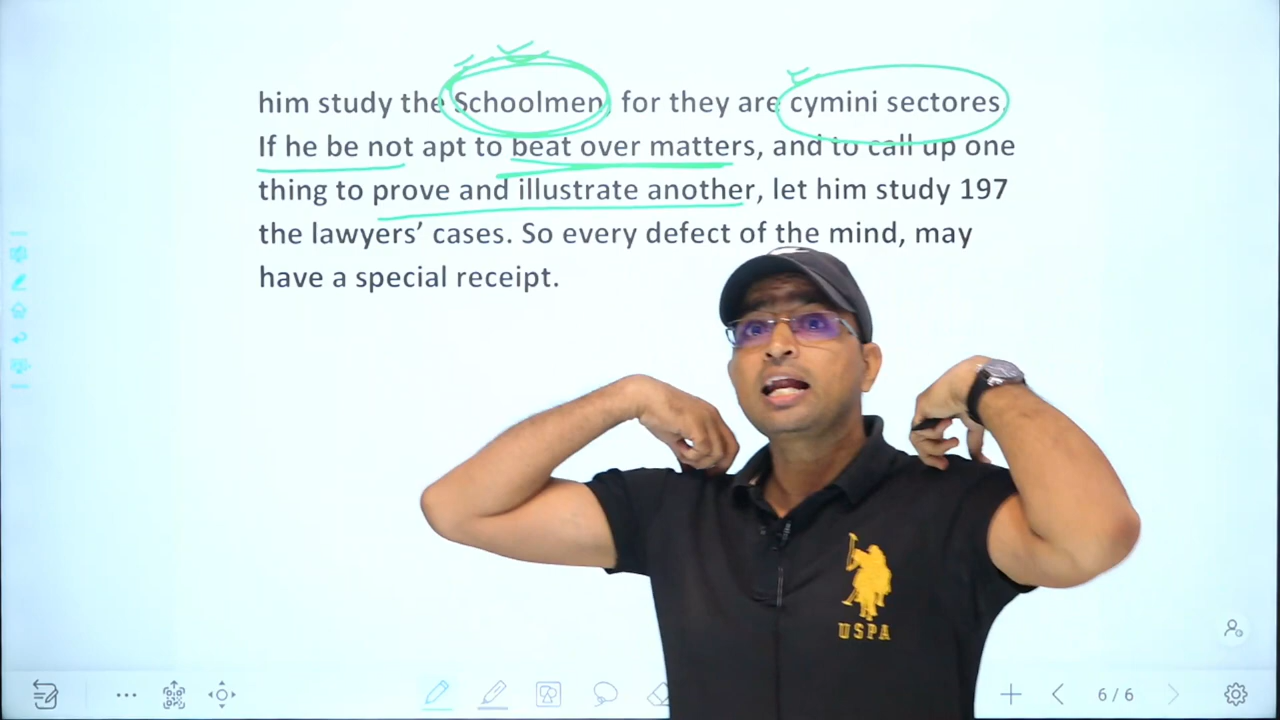 him study the Schoolmen, for they are cymini sectores.
If he be not apt to beat over matters, and to call up one
thing to prove and illustrate another, let him study 197
the lawyers’ cases. So every defect of the mind, may
have a special receipt.
USPA
6/6